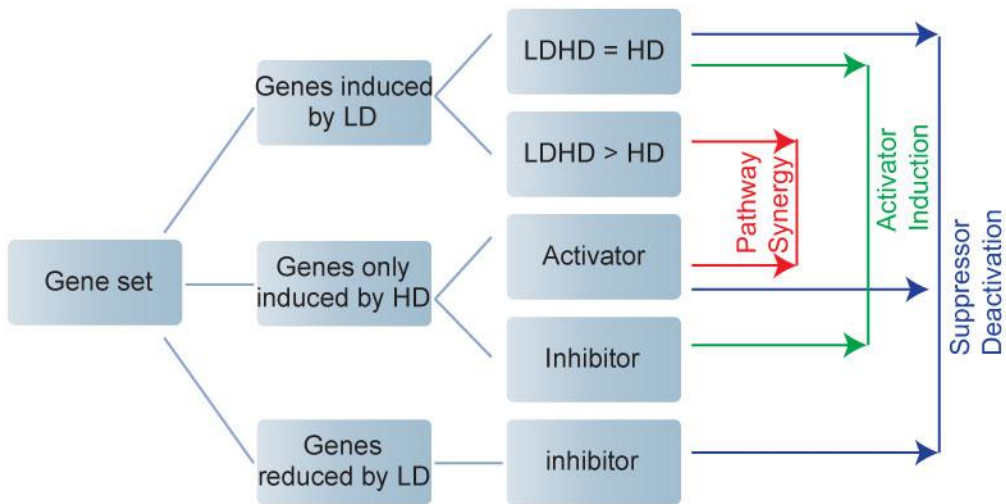 Gene set
Genes induced
by LD
Genes only
induced by HD
Genes
reduced by LD
LDHD = HD
LDHD > HD
Activator
Inhibitor
inhibitor
Pathway
Synergy
Activator
Induction
Suppressor
Deactivation